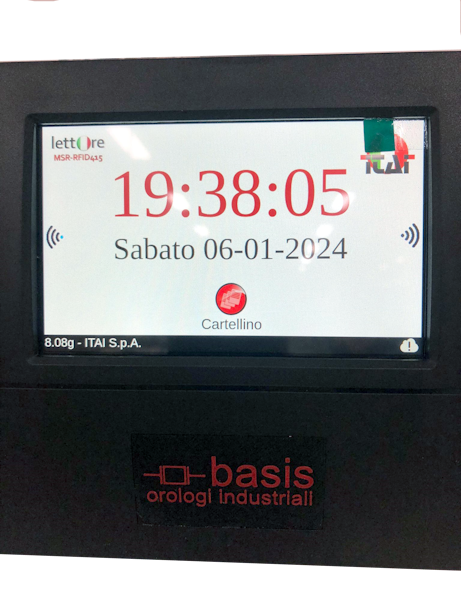 lettore
MSR-RFID415
ITAI
19:38:05
Sabato 06-01-2024
Cartellino
8.08g - ITAI S.p.A.
basis
orologi industriali